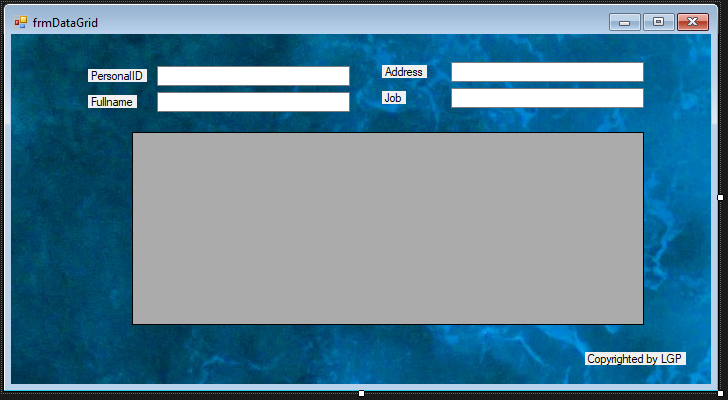 frmDataGrid
PersonalID
Address
Fullname
Job
Copyrighted by LGP